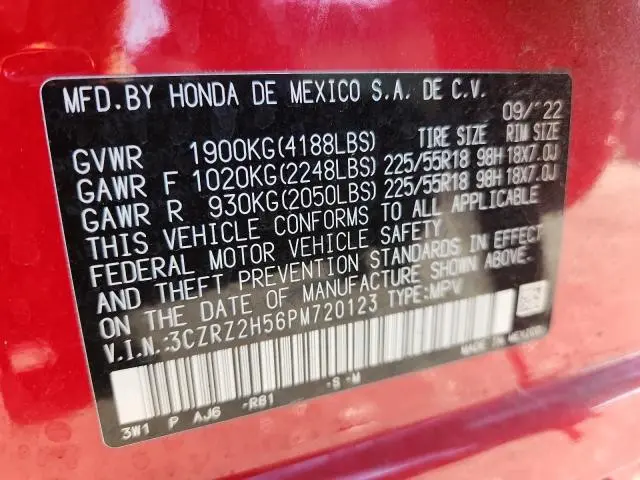 MFD.BY HONDA DE MEXICO S.A. DE C.V.
09/'22
TIRE SIZE RIM SIZE
GVWR 1900KG(4188LBS)
GAWR F 1020KG(2248LBS) 225/55R18 98H 18X7.0J
GAWR R 930KG(2050LBS) 225/55R18 98H 18X7.0J
THIS VEHICLE CONFORMS TO ALL APPLICABLE
FEDERAL MOTOR VEHICLE SAFETY
AND THEFT PREVENTION STANDARDS IN EFFECT
ON THE DATE OF MANUFACTURE SHOWN ABOVE.
V.I.N.:3CZRZ2H56PM720123 TYPE:MPV
MADE IN MEXICO
3W1 P AJ6 -R81 -S -M